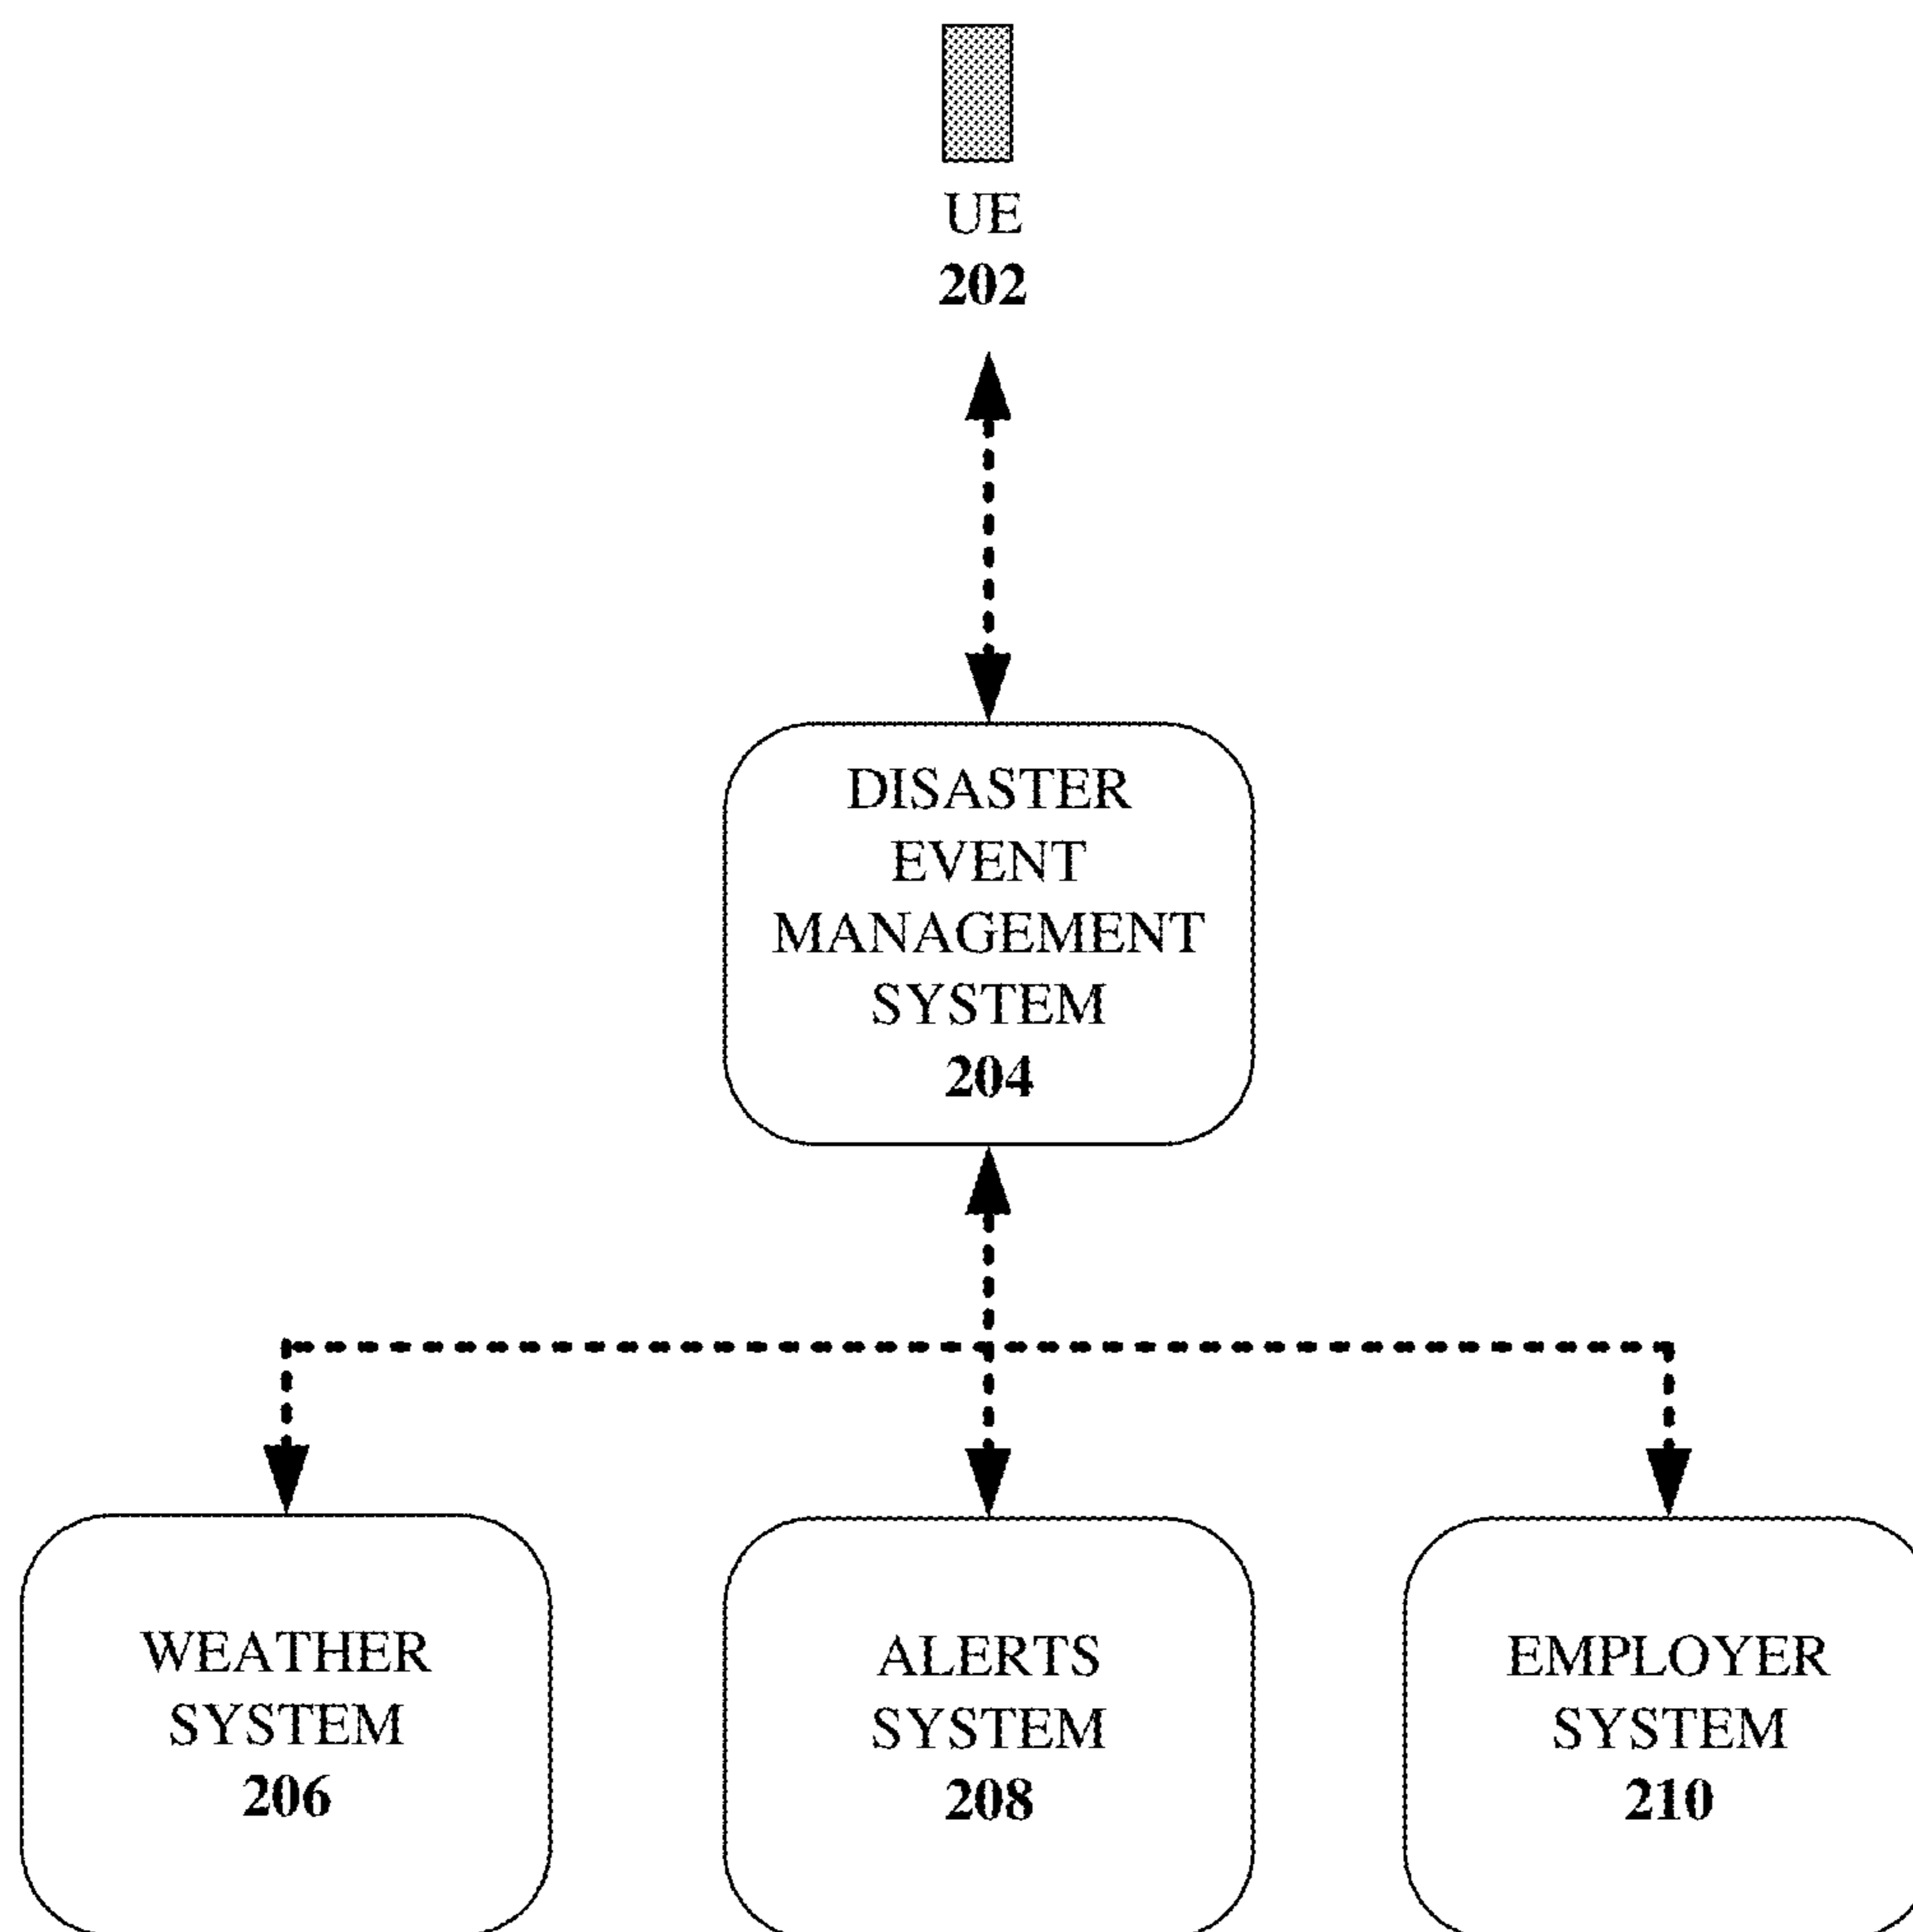 UE
202
DISASTER
EVENT
MANAGEMENT
SYSTEM
204
WEATHER
SYSTEM
206
ALERTS
SYSTEM
208
EMPLOYER
SYSTEM
210